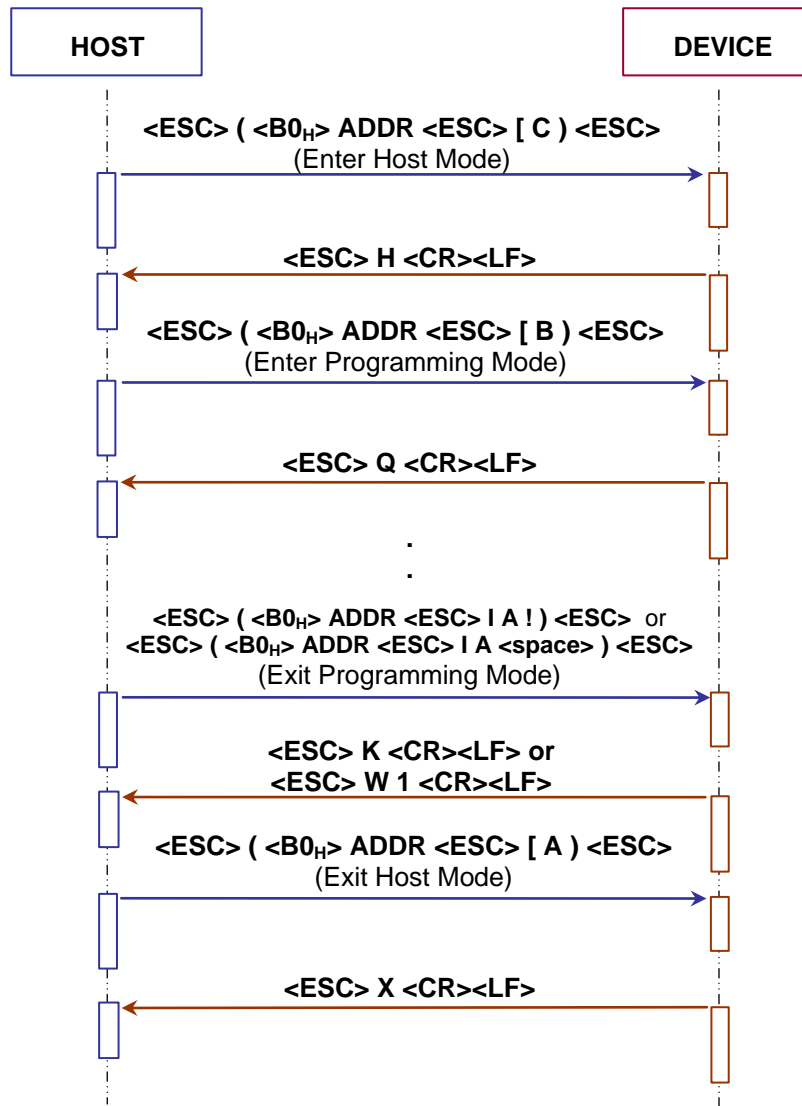 HOST
DEVICE
<ESC> ( <B0H> ADDR <ESC> [ C ) <ESC>
(Enter Host Mode)
<ESC> H <CR><LF>
<ESC> ( <B0H> ADDR <ESC> [ B ) <ESC>
(Enter Programming Mode)
<ESC> Q <CR><LF>
.
.
<ESC> ( <B0H> ADDR <ESC> I A ! ) <ESC> or
<ESC> ( <B0H> ADDR <ESC> I A <space> ) <ESC>
(Exit Programming Mode)
<ESC> K <CR><LF> or
<ESC> W 1 <CR><LF>
<ESC> ( <B0H> ADDR <ESC> [ A ) <ESC>
(Exit Host Mode)
<ESC> X <CR><LF>